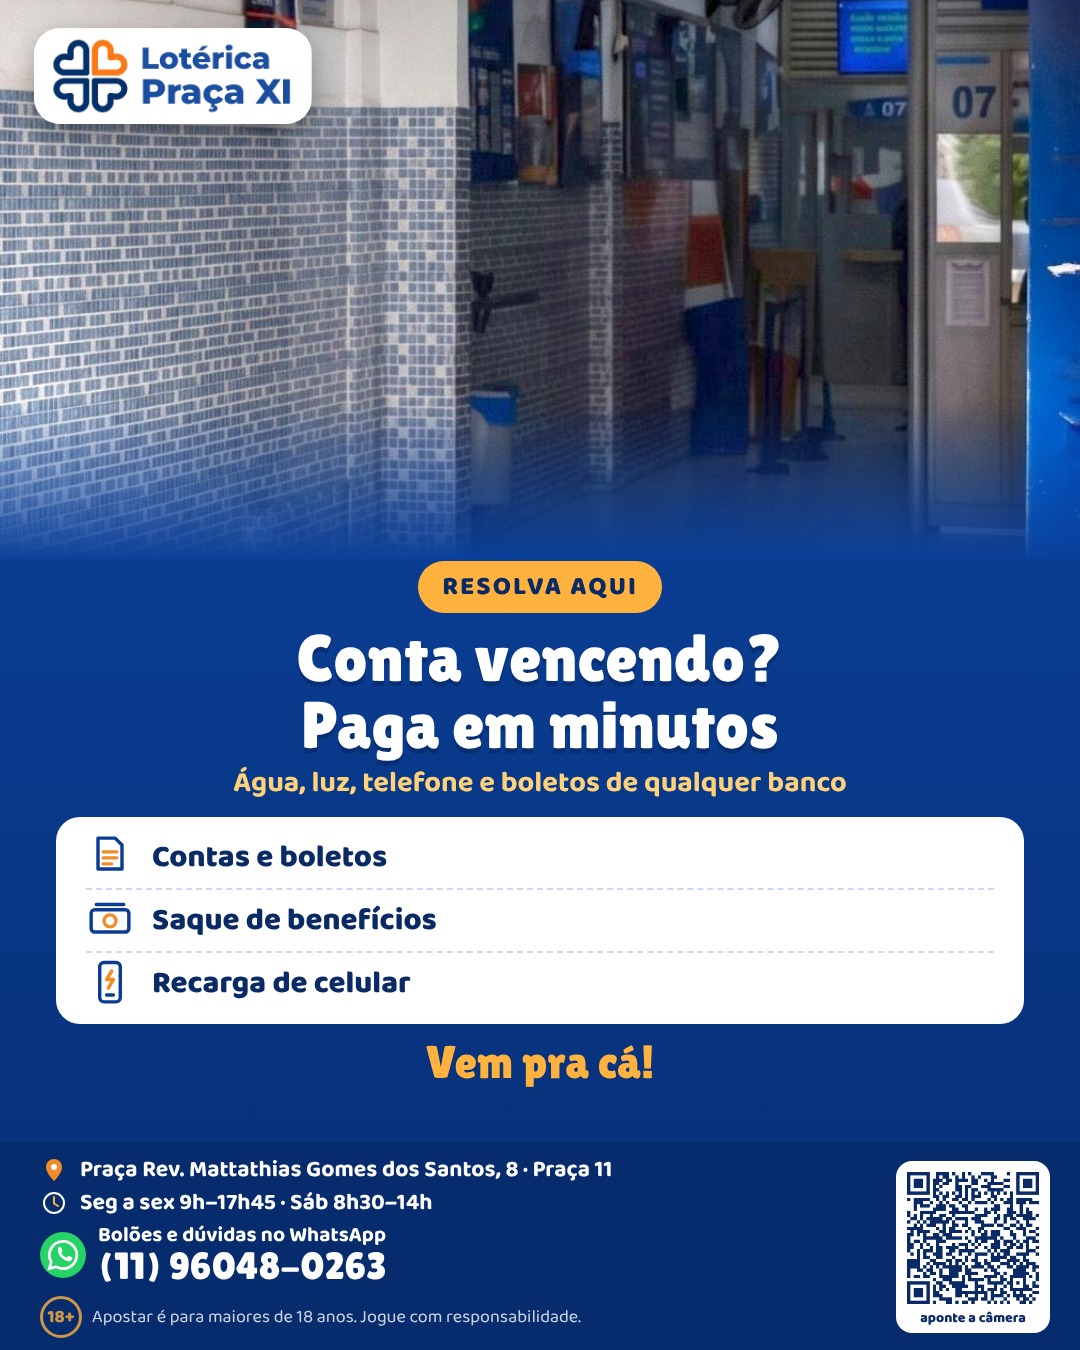 Lotérica
Praça XI
07
07
RESOLVA AQUI
Conta vencendo?
Paga em minutos
Água, luz, telefone e boletos de qualquer banco
Contas e boletos
Saque de benefícios
Recarga de celular
Vem pra cá!
Praça Rev. Mattathias Gomes dos Santos, 8 · Praça 11
Seg a sex 9h–17h45 · Sáb 8h30–14h
Bolões e dúvidas no WhatsApp
(11) 96048-0263
18+ Apostar é para maiores de 18 anos. Jogue com responsabilidade.
aponte a câmera